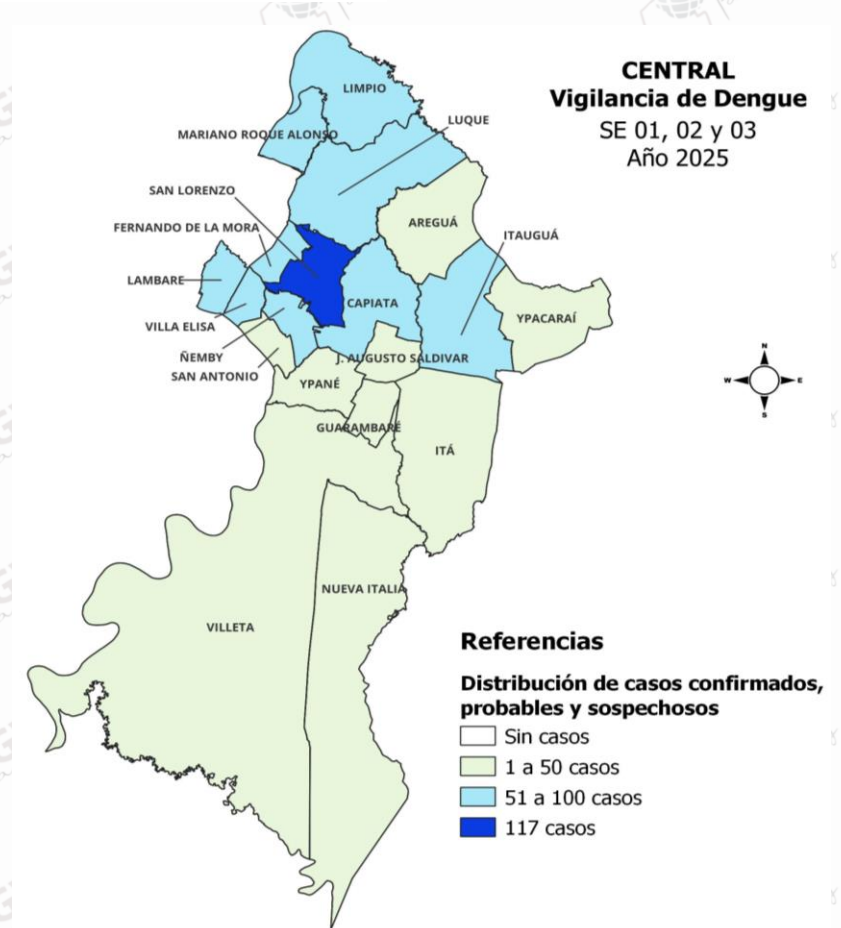 CENTRAL
Vigilancia de Dengue
SE 01, 02 y 03
Año 2025
LIMPIO
LUQUE
MARIANO ROQUE ALONSO
SAN LORENZO
AREGUÁ
FERNANDO DE LA MORA
ITAUGUÁ
LAMBARE
CAPIATA
YPACARAÍ
VILLA ELISA
ÑEMBY
J. AUGUSTO SALDIVAR
SAN ANTONIO
YPANÉ
GUARAMBARÉ
ITÁ
N
W
E
S
NUEVA ITALIA
VILLETA
Referencias
Distribución de casos confirmados,
probables y sospechosos
Sin casos
1 a 50 casos
51 a 100 casos
117 casos